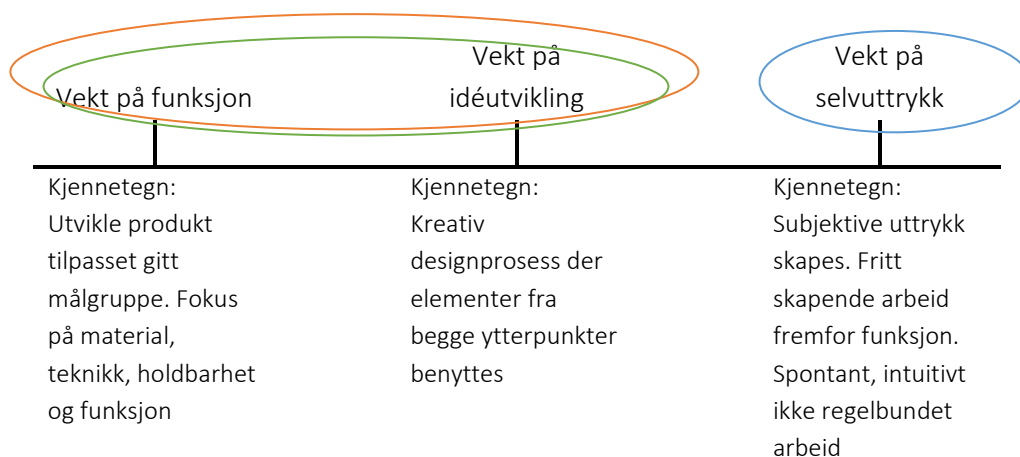 Vekt på funksjon
Vekt på
idéutvikling
Vekt på
selvuttrykk
Kjennetegn:
Utvikle produkt
tilpasset gitt
målgruppe. Fokus
på material,
teknikk, holdbarhet
og funksjon
Kjennetegn:
Kreativ
designprosess der
elementer fra
begge ytterpunkter
benyttes
Kjennetegn:
Subjektive uttrykk
skapes. Fritt
skapende arbeid
fremfor funksjon.
Spontant, intuitivt
ikke regelbundet
arbeid